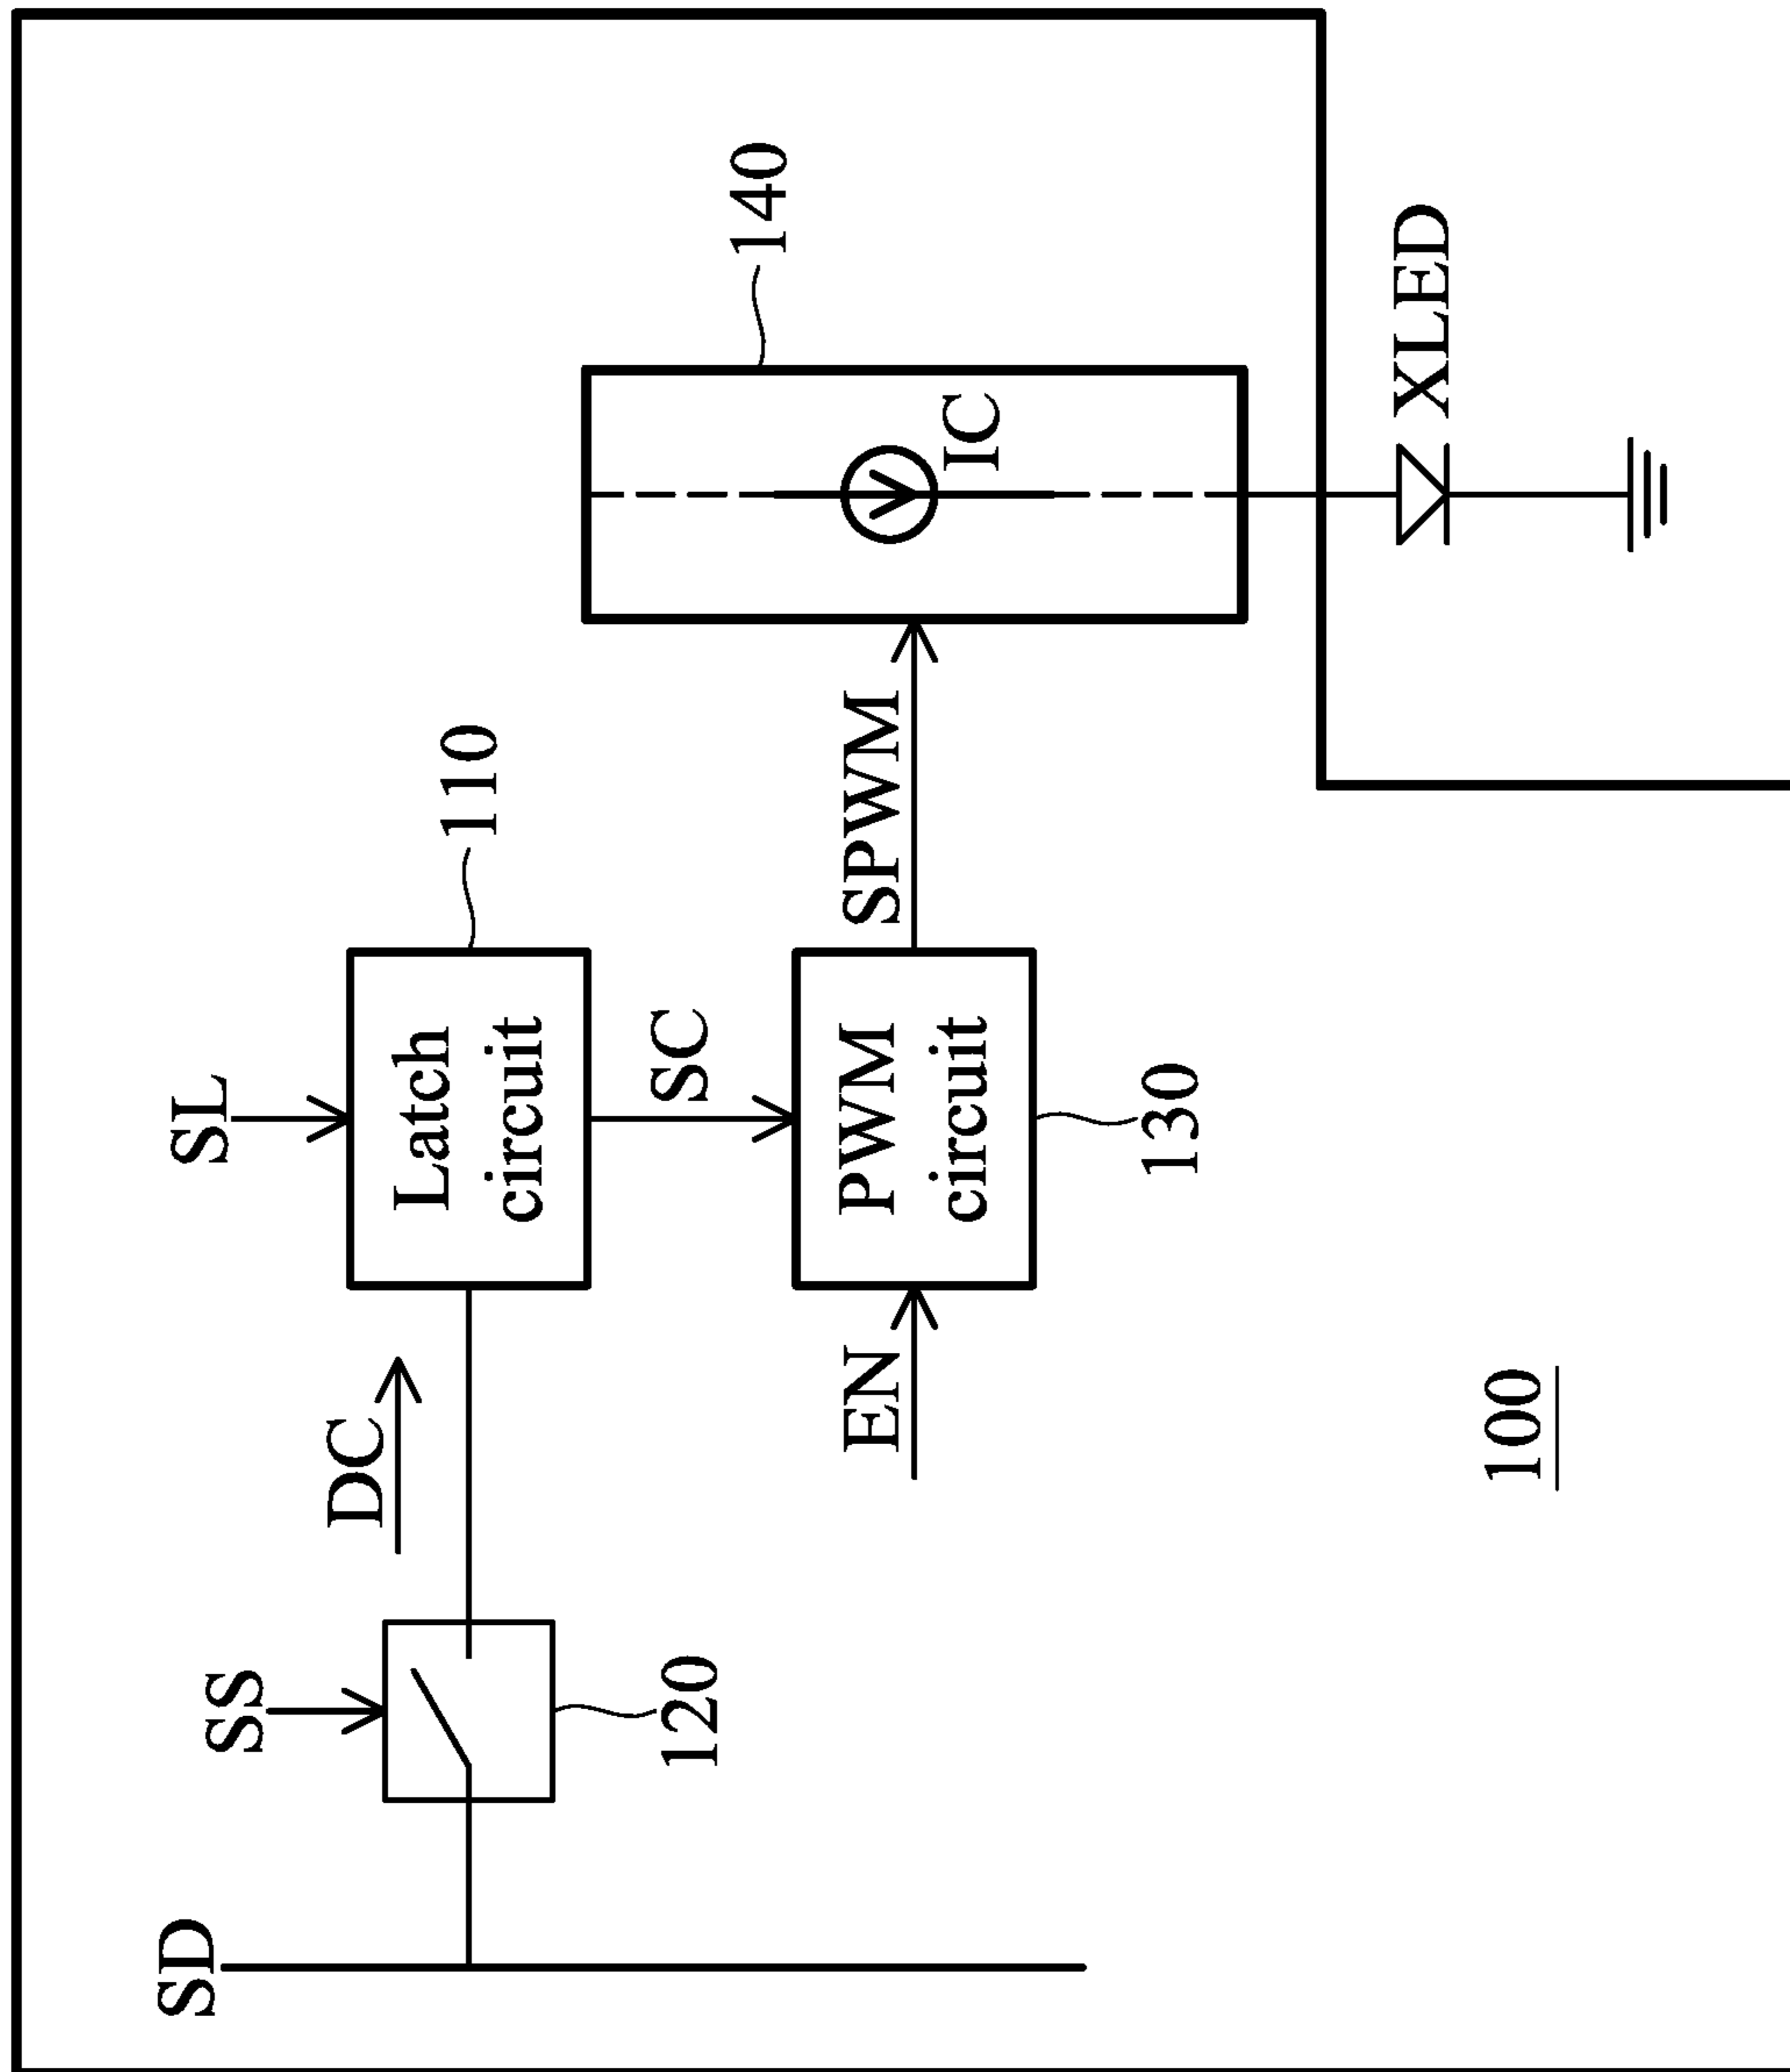 SD
SS
120
DC
SL
Latch
circuit
110
SC
EN
PWM
circuit
130
SPWM
140
IC
XLED
100